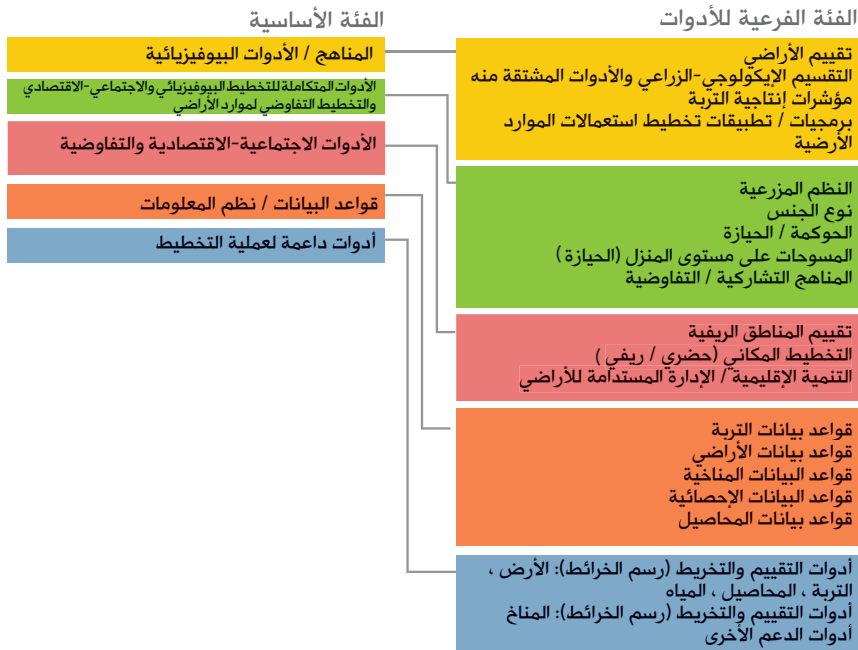 الفئة الفرعية للأدوات
تقييم الأراضي
التقسيم الإيكولوجي-الزراعي والأدوات المشتقة منه
مؤشرات إنتاجية التربة
برمجيات / تطبيقات تخطيط استعمالات الموارد
الأرضية
النظم المزرعية
نوع الجنس
الحوكمة / الحيازة
المسوحات على مستوى المنزل (الحيازة)
المناهج التشاركية / التفاوضية
تقييم المناطق الريفية
التخطيط المكاني (حضري / ريفي)
التنمية الإقليمية / الإدارة المستدامة للأراضي
قواعد بيانات التربة
قواعد بيانات الأراضي
قواعد البيانات المناخية
قواعد البيانات الإحصائية
قواعد بيانات المحاصيل
أدوات التقييم والتخريط (رسم الخرائط): الأرض ،
التربة ، المحاصيل ، المياه
أدوات التقييم والتخريط (رسم الخرائط): المناخ
أدوات الدعم الأخرى
الفئة الأساسية
المناهج / الأدوات البيوفيزيائية
الأدوات المتكاملة للتخطيط البيوفيزيائي والاجتماعي-الاقتصادي
والتخطيط التفاوضي لموارد الأراضي
الأدوات الاجتماعية-الاقتصادية والتفاوضية
قواعد البيانات / نظم المعلومات
أدوات داعمة لعملية التخطيط